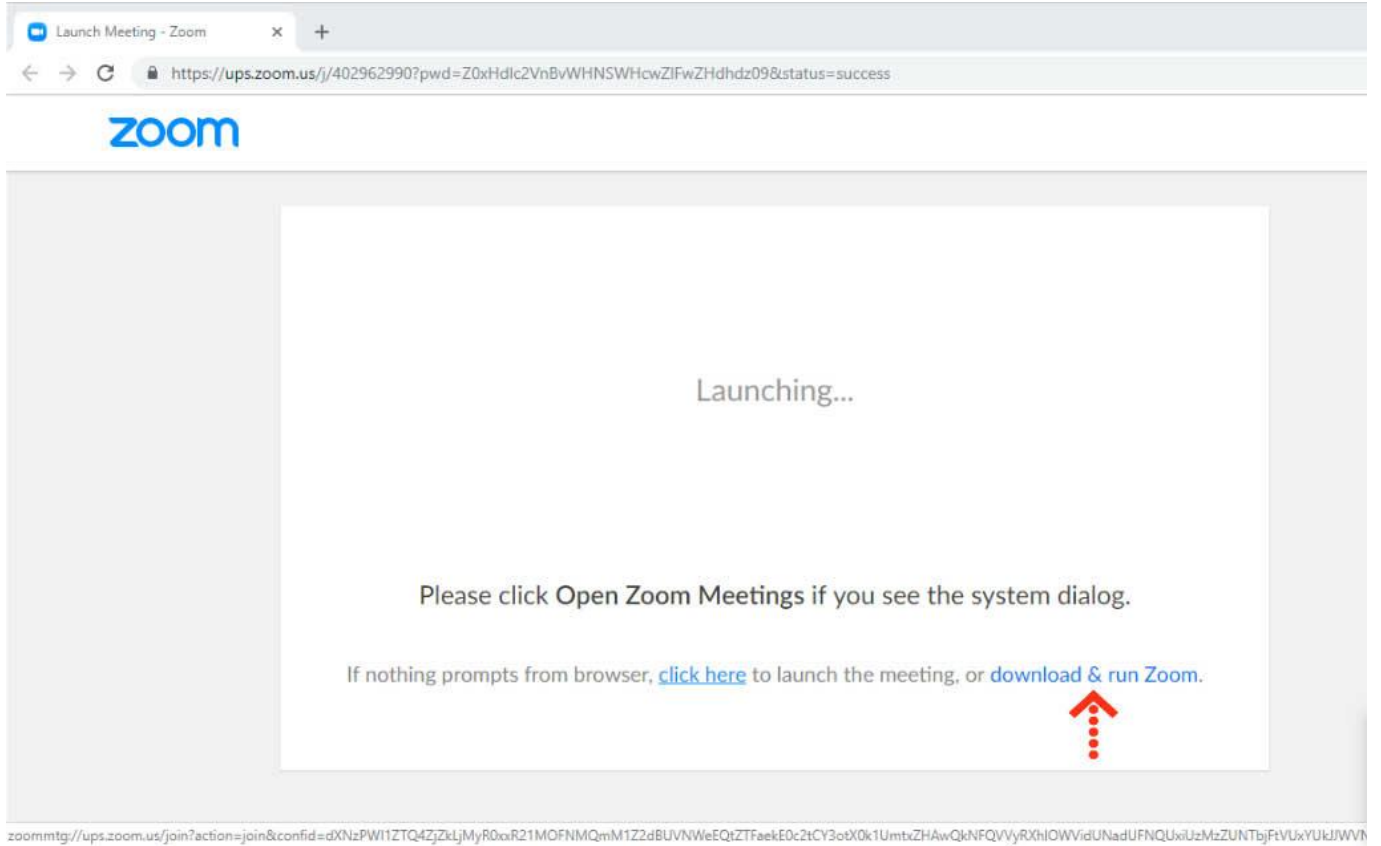 Launch Meeting - Zoom
https://ups.zoom.us/j/402962990?pwd=Z0xHdlc2VnBvWHNSWHcwZlFwZHdhdz09&status=success
zoom
Launching...
Please click Open Zoom Meetings if you see the system dialog.
If nothing prompts from browser, click here to launch the meeting, or download & run Zoom.